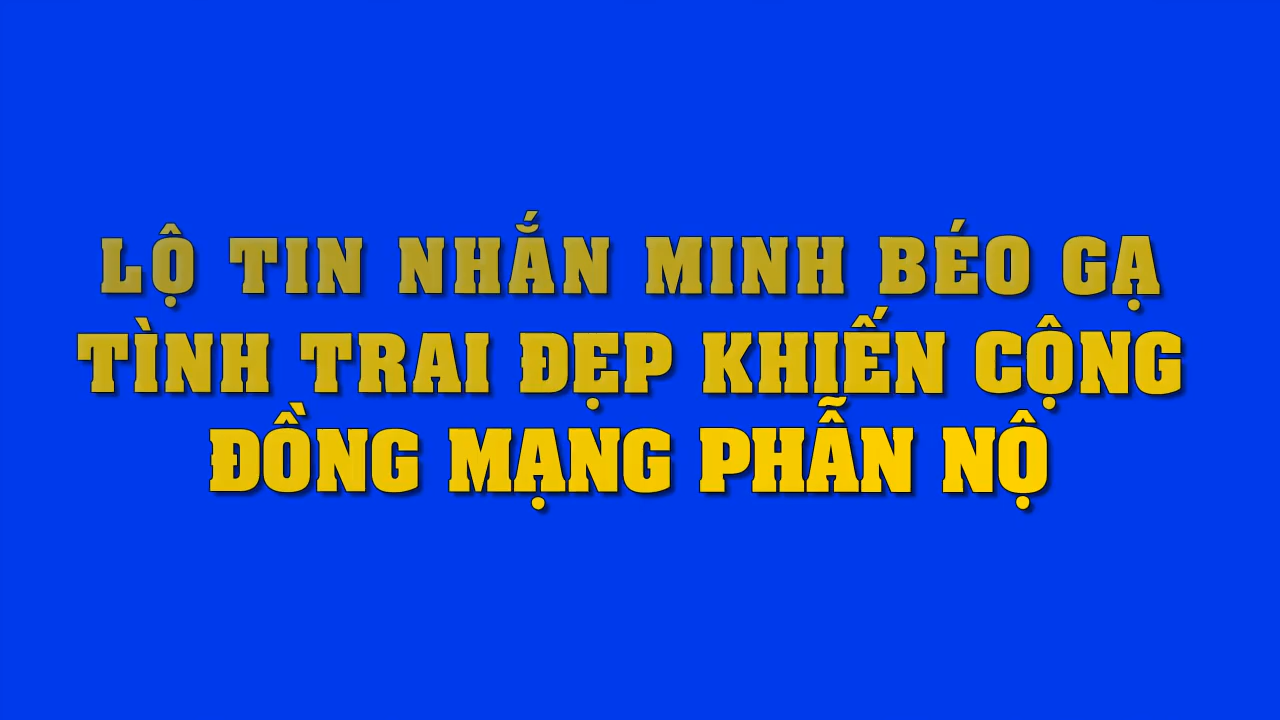 LỘ TIN NHẮN MINH BÉO GẠ
TÌNH TRAI ĐẸP KHIẾN CỘNG
ĐỒNG MẠNG PHẪN NỘ